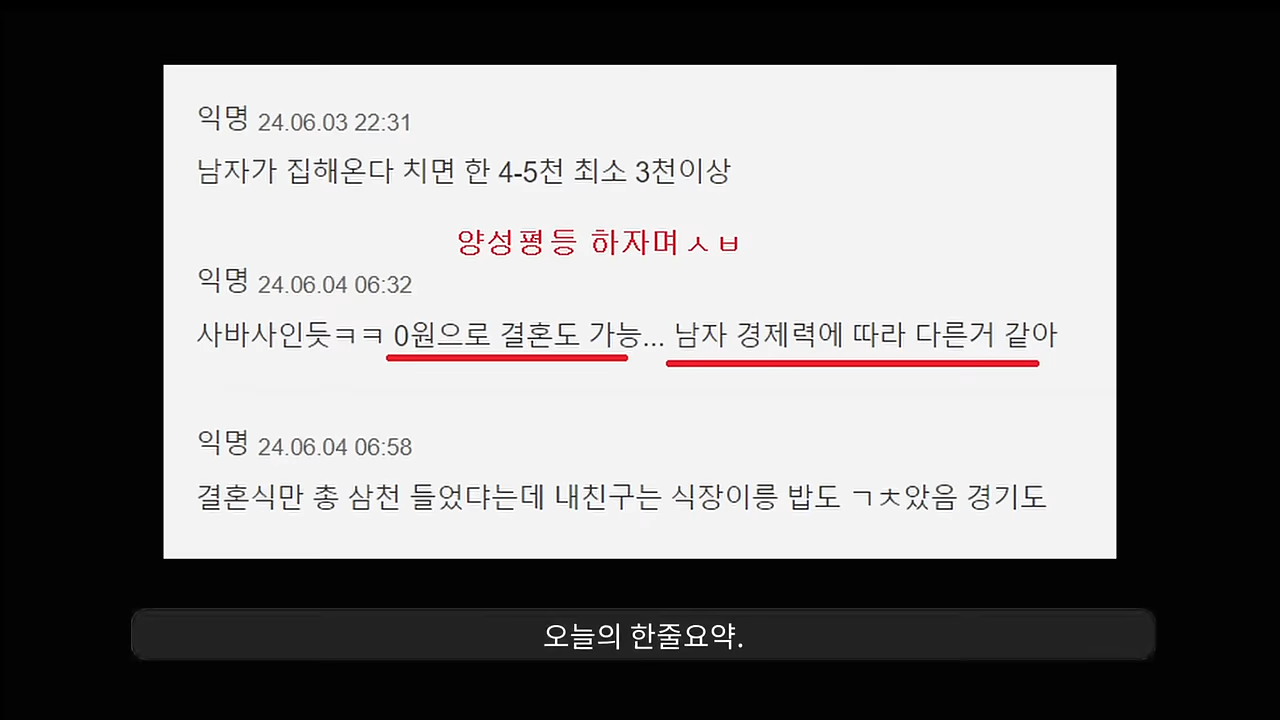 익명 24.06.03 22:31
남자가 집해온다 치면 한 4-5천 최소 3천이상
양성평등 하자며ㅅㅂ
익명 24.06.04 06:32
사바사인듯ㅋㅋ 0원으로 결혼도 가능... 남자 경제력에 따라 다른거 같아
익명 24.06.04 06:58
결혼식만 총 삼천 들었댜는데 내친구는 식장이릉 밥도 ㄱㅊ았음 경기도
오늘의 한줄요약.